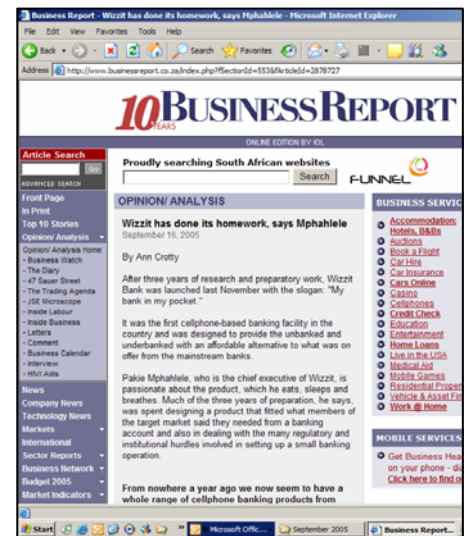 Business Report - Wizzit has done its homework, says Mphahlele - Microsoft Internet Explorer
File Edit View Favorites Tools Help
Back Search Favorites
Address http://www.businessreport.co.za/index.php?fSectionId=553&fArticleId=2878727
10 YEARS BUSINESS REPORT
ONLINE EDITION BY IOL
Article Search
Go
ADVANCED SEARCH
Front Page
In Print
Top 10 Stories
Opinion/ Analysis
Opinion/ Analysis Home
- Business Watch
- The Diary
- 47 Sauer Street
- The Trading Agenda
- JSE Microscope
- Inside Labour
- Inside Business
- Letters
- Comment
- Business Calendar
- Interview
- HIV/ Aids
News
Company News
Technology News
Markets
International
Sector Reports
Business Network
Budget 2005
Market Indicators
Proudly searching South African websites
Search
FUNNEL
OPINION/ ANALYSIS
Wizzit has done its homework, says Mphahlele
September 16, 2005
By Ann Crotty
After three years of research and preparatory work, Wizzit
Bank was launched last November with the slogan: "My
bank in my pocket."
It was the first cellphone-based banking facility in the
country and was designed to provide the unbanked and
underbanked with an affordable alternative to what was on
offer from the mainstream banks.
Pakie Mphahlele, who is the chief executive of Wizzit, is
passionate about the product, which he eats, sleeps and
breathes. Much of the three years of preparation, he says,
was spent designing a product that fitted what members of
the target market said they needed from a banking
account and also in dealing with the many regulatory and
institutional hurdles involved in setting up a small banking
operation.
From nowhere a year ago we now seem to have a
whole range of cellphone banking products from
BUSINESS SERVIC
Accommodation:
Hotels, B&Bs
Auctions
Book a Flight
Car Hire
Car Insurance
Cars Online
Casino
Cellphones
Credit Check
Education
Entertainment
Home Loans
Live in the USA
Medical Aid
Mobile Games
Residential Proper
Vehicle & Asset Fin
Work @ Home
MOBILE SERVICES
Get Business Hea
on your phone - dia
Click here to find o
Start
Microsoft Offic...
September 2005
Business Report...